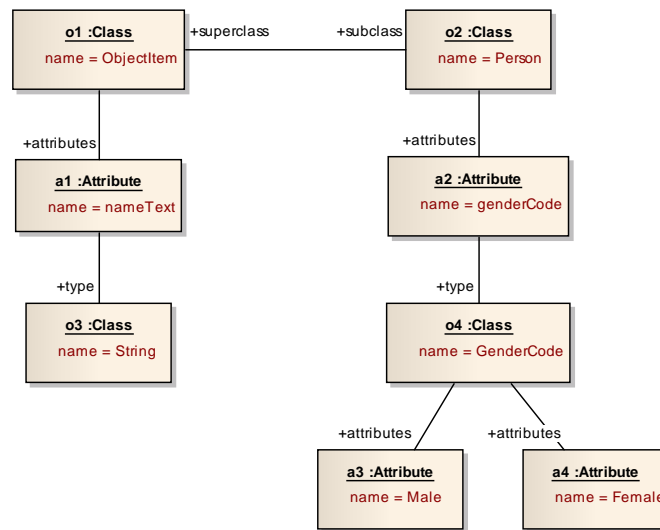 o1 :Class
name = ObjectItem
+superclass
+subclass
o2 :Class
name = Person
+attributes
+attributes
a1 :Attribute
name = nameText
a2 :Attribute
name = genderCode
+type
+type
o3 :Class
name = String
o4 :Class
name = GenderCode
+attributes
+attributes
a3 :Attribute
name = Male
a4 :Attribute
name = Female